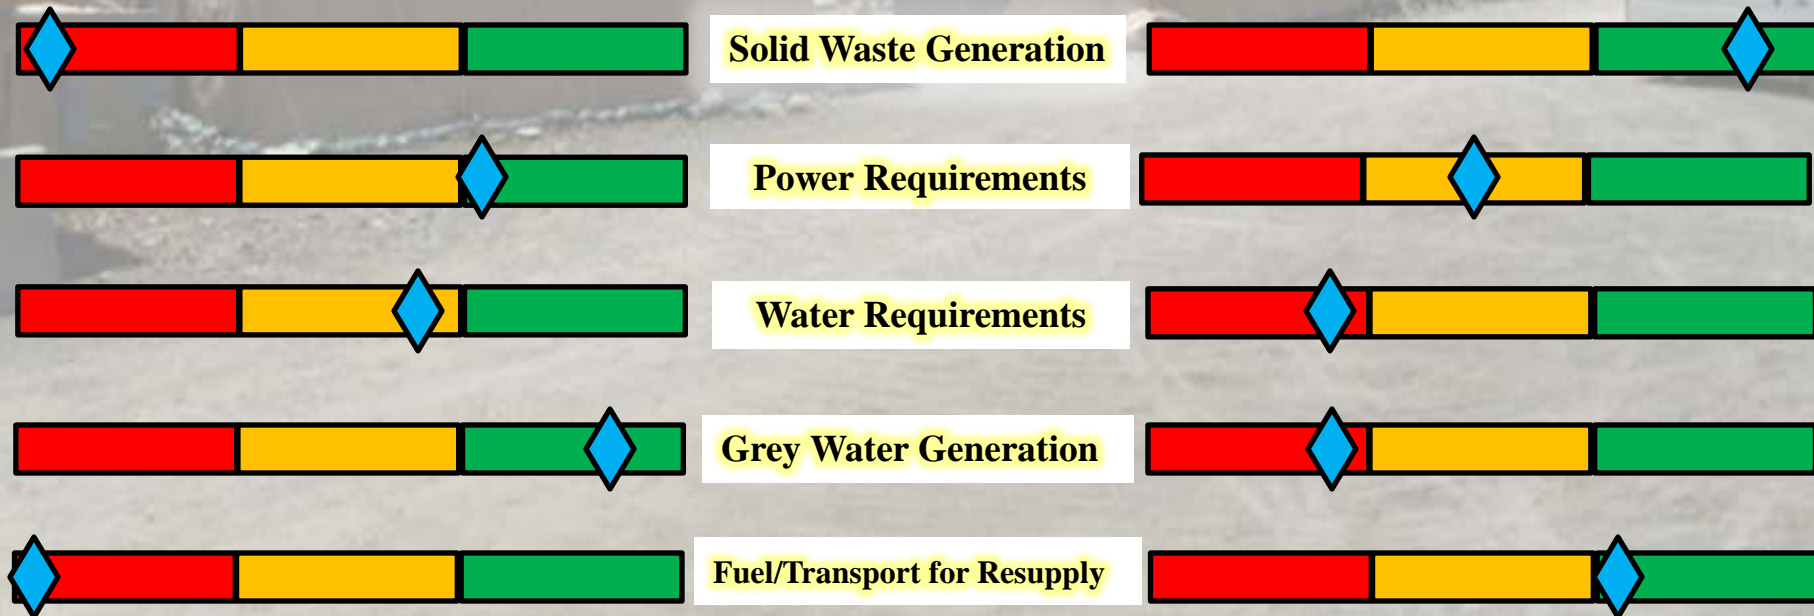 Solid Waste Generation
Power Requirements
Water Requirements
Grey Water Generation
Fuel/Transport for Resupply